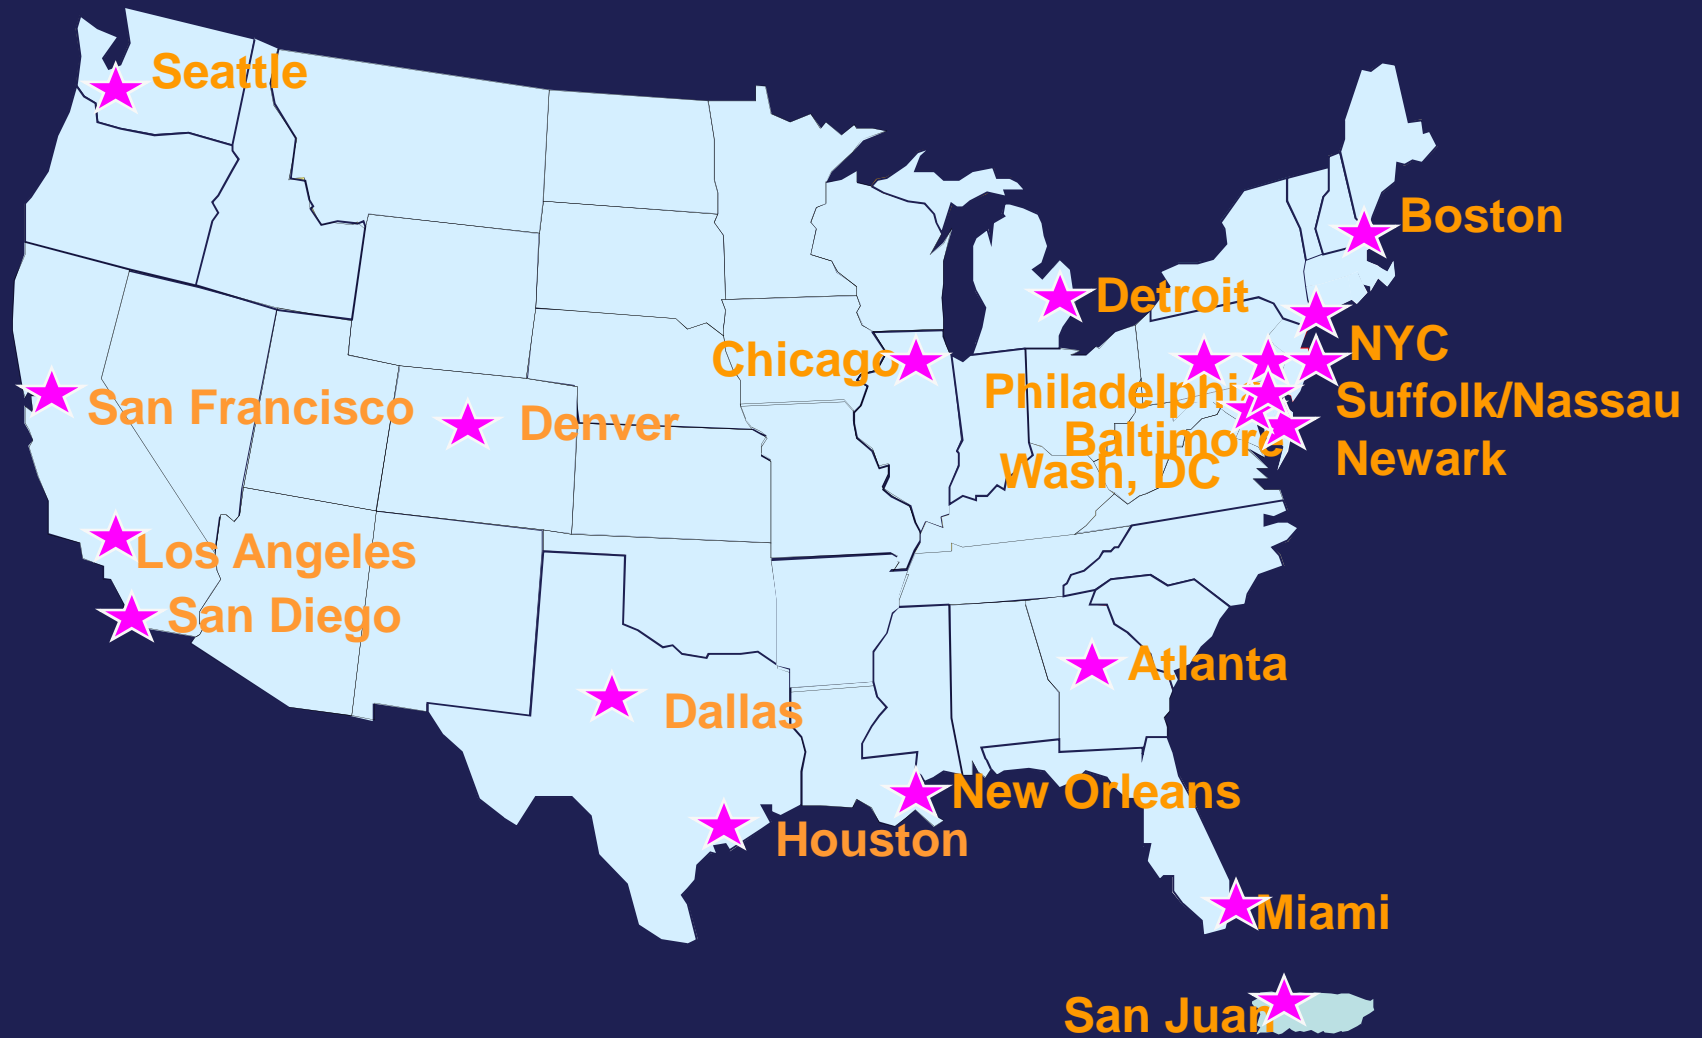 Seattle
Boston
Detroit
NYC
Chicago
Philadelphia
Suffolk/Nassau
San Francisco
Denver
Baltimore
Newark
Wash, DC
Los Angeles
San Diego
Atlanta
Dallas
New Orleans
Houston
Miami
San Juan